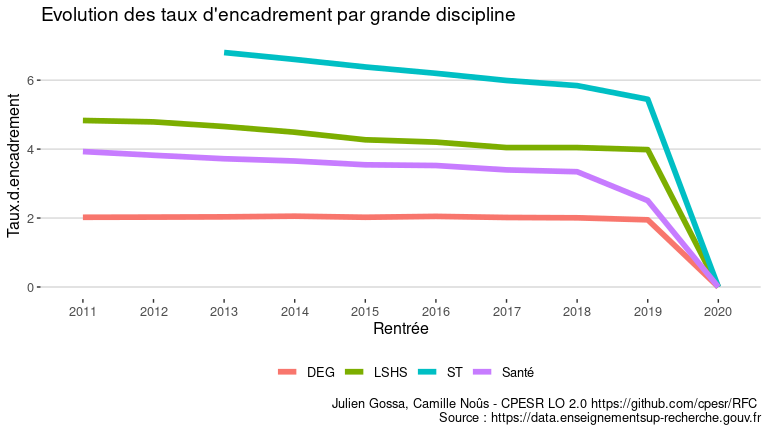 Evolution des taux d'encadrement par grande discipline
Taux.d.encadrement
6
4
2
0
2011 2012 2013 2014 2015 2016 2017 2018 2019 2020
Rentrée
DEG LSHS ST Santé
Julien Gossa, Camille Noûs - CPESR LO 2.0 https://github.com/cpesr/RFC
Source : https://data.enseignementsup-recherche.gouv.fr